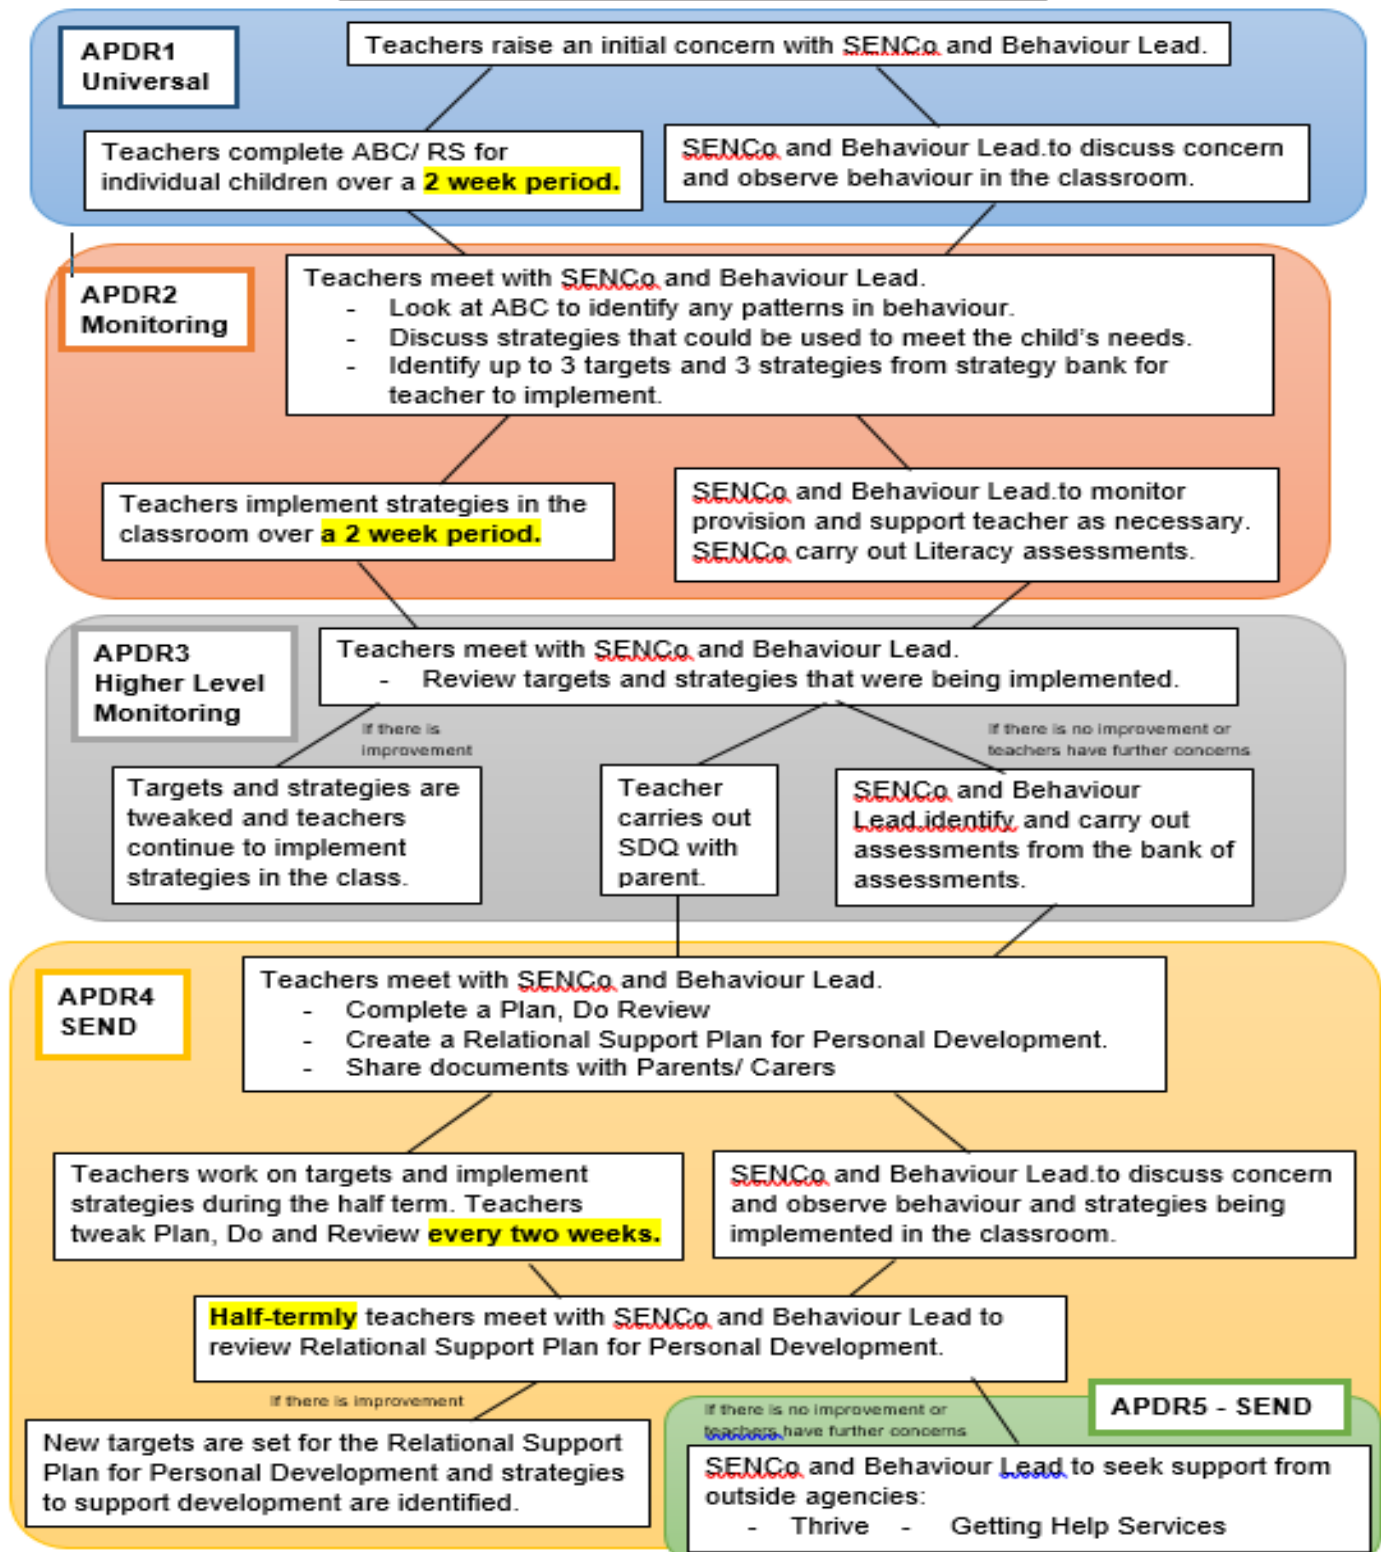 APDR1
Universal
Teachers raise an initial concern with SENCo and Behaviour Lead.
Teachers complete ABC/ RS for
individual children over a 2 week period.
SENCo and Behaviour Lead.to discuss concern
and observe behaviour in the classroom.
APDR2
Monitoring
Teachers meet with SENCo and Behaviour Lead.
- Look at ABC to identify any patterns in behaviour.
- Discuss strategies that could be used to meet the child's needs.
- Identify up to 3 targets and 3 strategies from strategy bank for
teacher to implement.
Teachers implement strategies in the
classroom over a 2 week period.
SENCo and Behaviour Lead.to monitor
provision and support teacher as necessary.
SENCo carry out Literacy assessments.
APDR3
Higher Level
Monitoring
Teachers meet with SENCo and Behaviour Lead.
- Review targets and strategies that were being implemented.
If there is
improvement
If there is no improvement or
teachers have further concerns
Targets and strategies are
tweaked and teachers
continue to implement
strategies in the class.
Teacher
carries out
SDQ with
parent.
SENCo and Behaviour
Lead.identify and carry out
assessments from the bank of
assessments.
APDR4
SEND
Teachers meet with SENCo and Behaviour Lead.
- Complete a Plan, Do Review
- Create a Relational Support Plan for Personal Development.
- Share documents with Parents/ Carers
Teachers work on targets and implement
strategies during the half term. Teachers
tweak Plan, Do and Review every two weeks.
SENCo and Behaviour Lead.to discuss concern
and observe behaviour and strategies being
implemented in the classroom.
Half-termly teachers meet with SENCo and Behaviour Lead to
review Relational Support Plan for Personal Development.
If there is improvement
New targets are set for the Relational Support
Plan for Personal Development and strategies
to support development are identified.
If there is no improvement or
teachers have further concerns
APDR5 - SEND
SENCo and Behaviour Lead to seek support from
outside agencies:
- Thrive - Getting Help Services